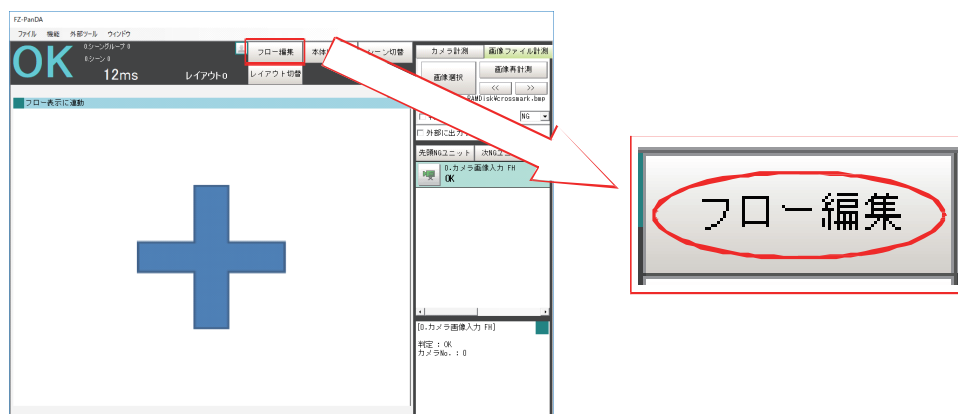 FZ-PanDA
ファイル 機能 外部ツール ウィンドウ
OK
0.シーングループ 0
0.シーン 0
12ms
レイアウト0
フロー編集
本体
シーン切替
レイアウト切替
カメラ計測
画像ファイル計測
画像選択
画像再計測
<< >>
RAMDisk¥crossmark.bmp
NG
外部に出力
先頭NGユニット
次NGユ
フロー表示に連動
0.カメラ画像入力 FH
OK
[0.カメラ画像入力 FH]
判定 : OK
カメラNo. : 0
フロー編集